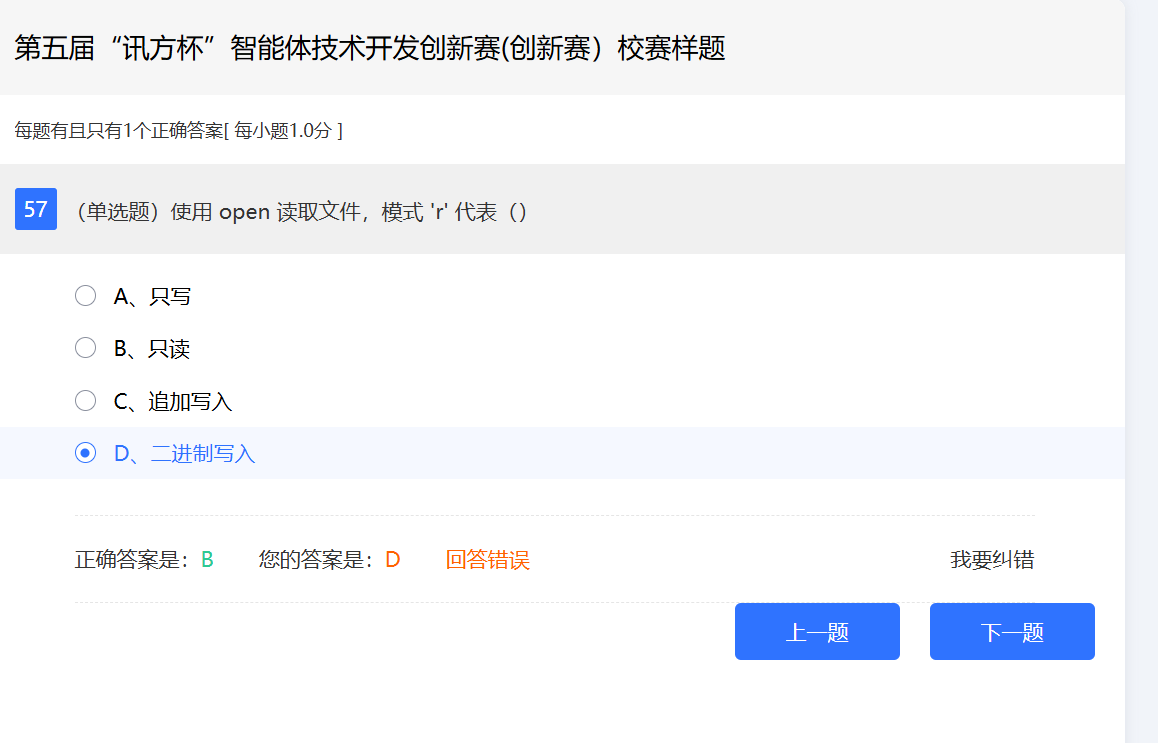 第五届“讯方杯”智能体技术开发创新赛(创新赛）校赛样题
每题有且只有1个正确答案[ 每小题1.0分 ]
57 （单选题）使用 open 读取文件，模式 'r' 代表（）
A、只写
B、只读
C、追加写入
D、二进制写入
正确答案是：B 您的答案是：D 回答错误 我要纠错
上一题 下一题